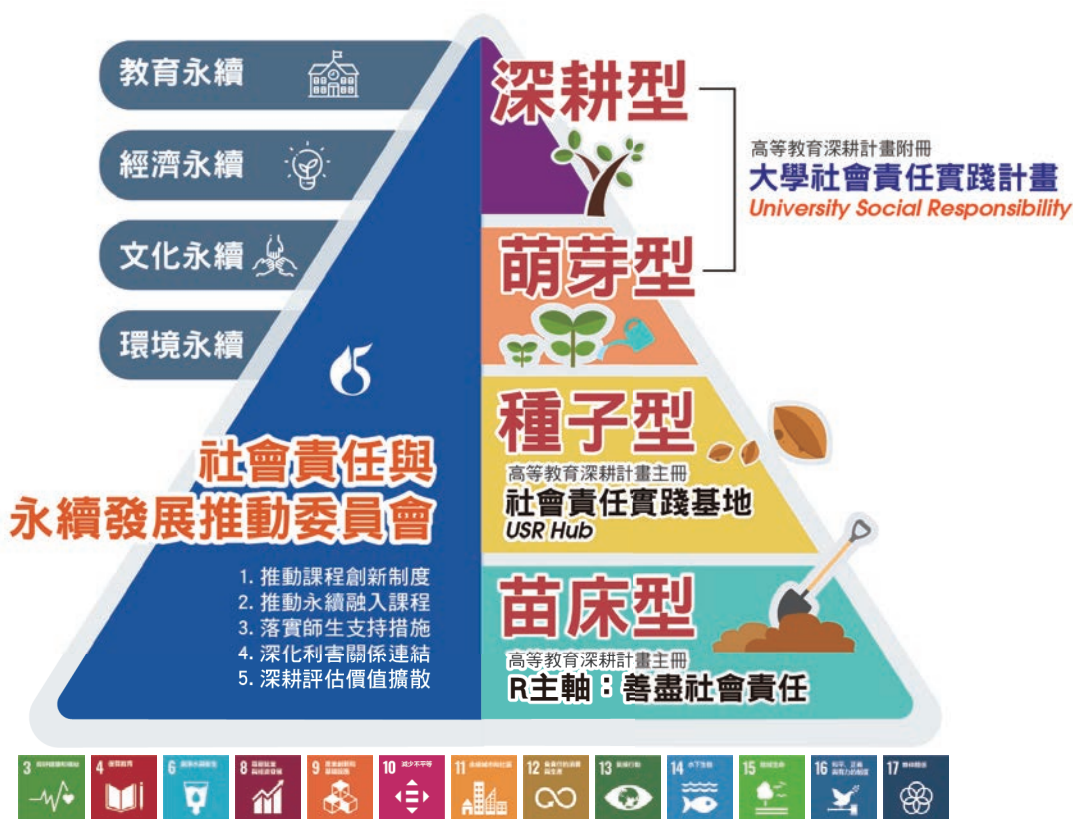 教育永續
經濟永續
文化永續
環境永續
社會責任與
永續發展推動委員會
1. 推動課程創新制度
2. 推動永續融入課程
3. 落實師生支持措施
4. 深化利害關係連結
5. 深耕評估價值擴散
深耕型
萌芽型
高等教育深耕計畫附冊
大學社會責任實踐計畫
University Social Responsibility
種子型
高等教育深耕計畫主冊
社會責任實踐基地
USR Hub
苗床型
高等教育深耕計畫主冊
R主軸：善盡社會責任
3
4 優質教育
6
8
9
10 減少不平等
11
12
13 氣候行動
14 水下生命
15 陸域生命
16
17 夥伴關係